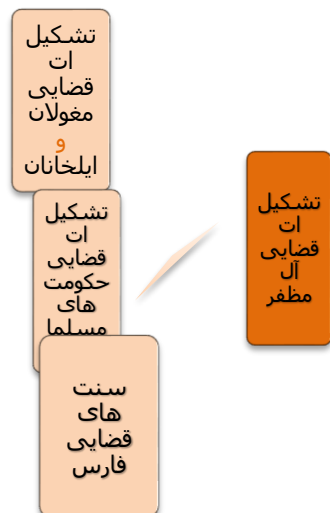 تشکیل
ات
قضایی
مغولان
و
ایلخانان
تشکیل
ات
قضایی
حکومت
های
مسلما
سنت
های
قضایی
فارس
تشکیل
ات
قضایی
آل
مظفر